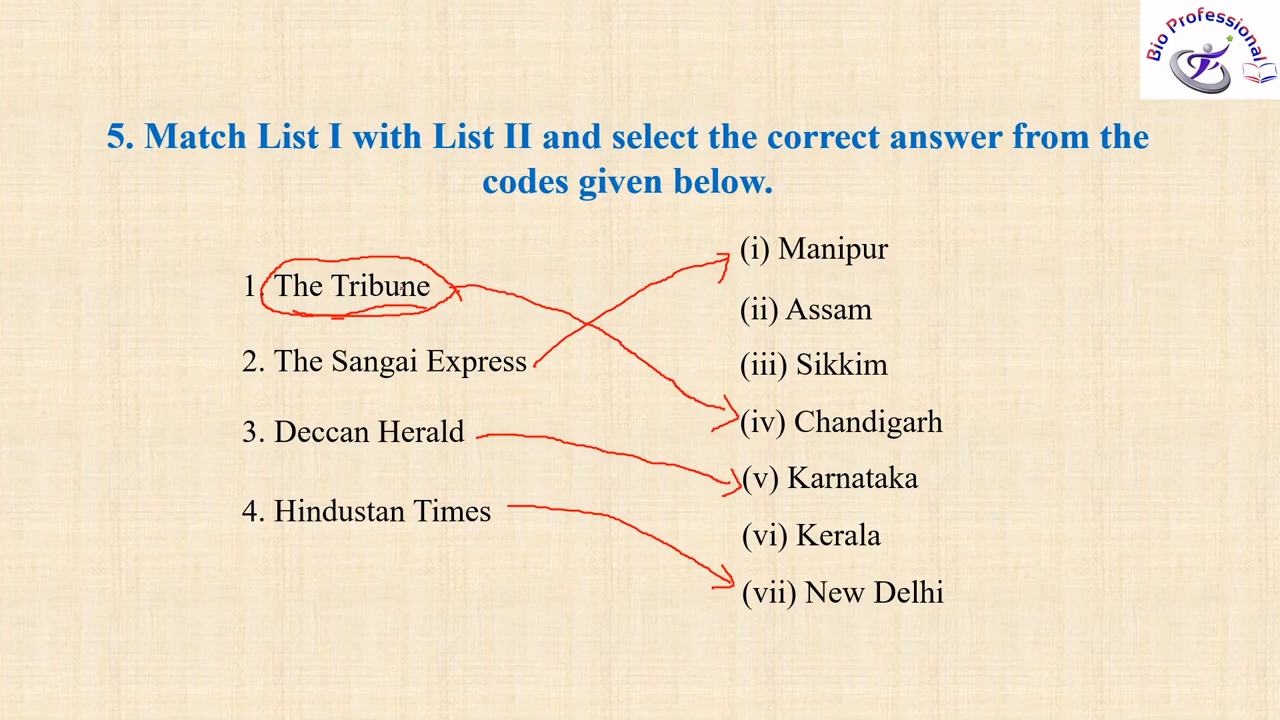 Bio Professional
5. Match List I with List II and select the correct answer from the
codes given below.
1. The Tribune
2. The Sangai Express
3. Deccan Herald
4. Hindustan Times
(i) Manipur
(ii) Assam
(iii) Sikkim
(iv) Chandigarh
(v) Karnataka
(vi) Kerala
(vii) New Delhi